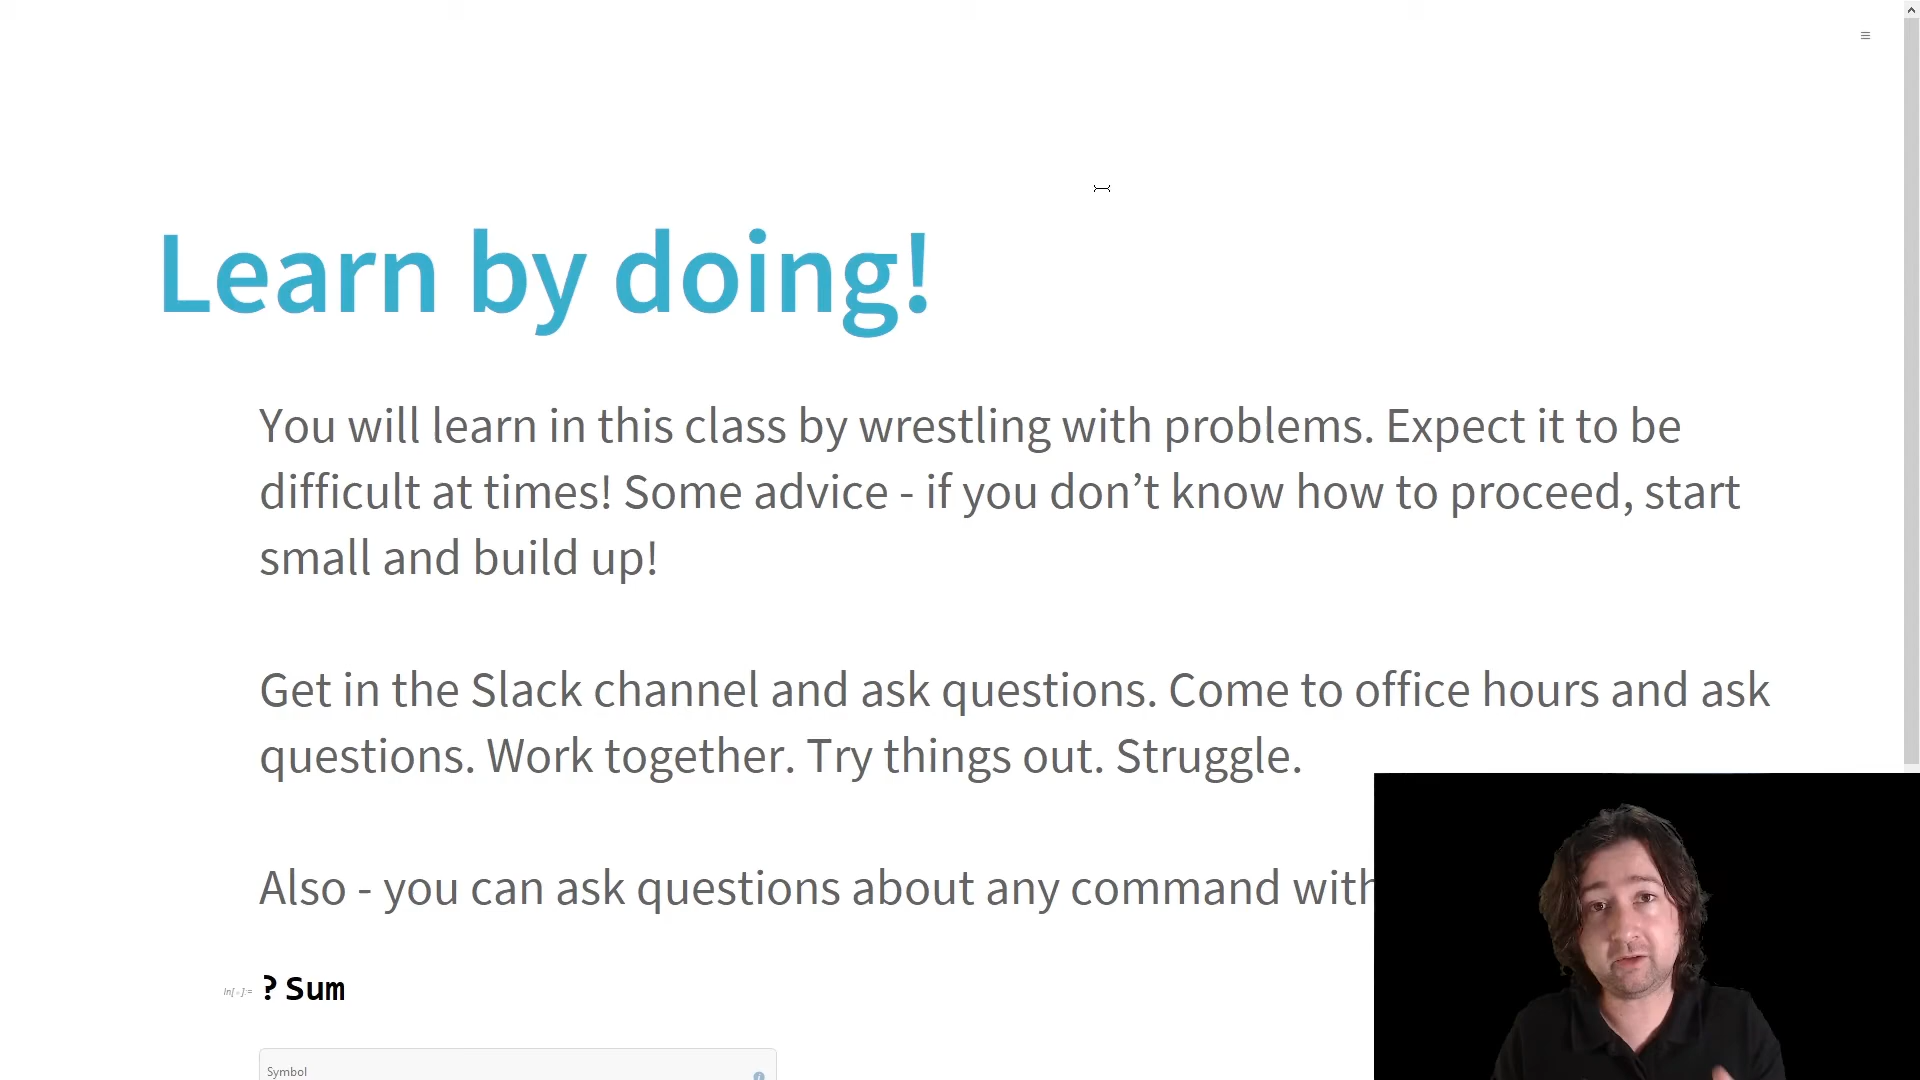 Learn by doing!
You will learn in this class by wrestling with problems. Expect it to be
difficult at times! Some advice - if you don’t know how to proceed, start
small and build up!
Get in the Slack channel and ask questions. Come to office hours and ask
questions. Work together. Try things out. Struggle.
Also - you can ask questions about any command with
In[◦]:=
? Sum
Symbol